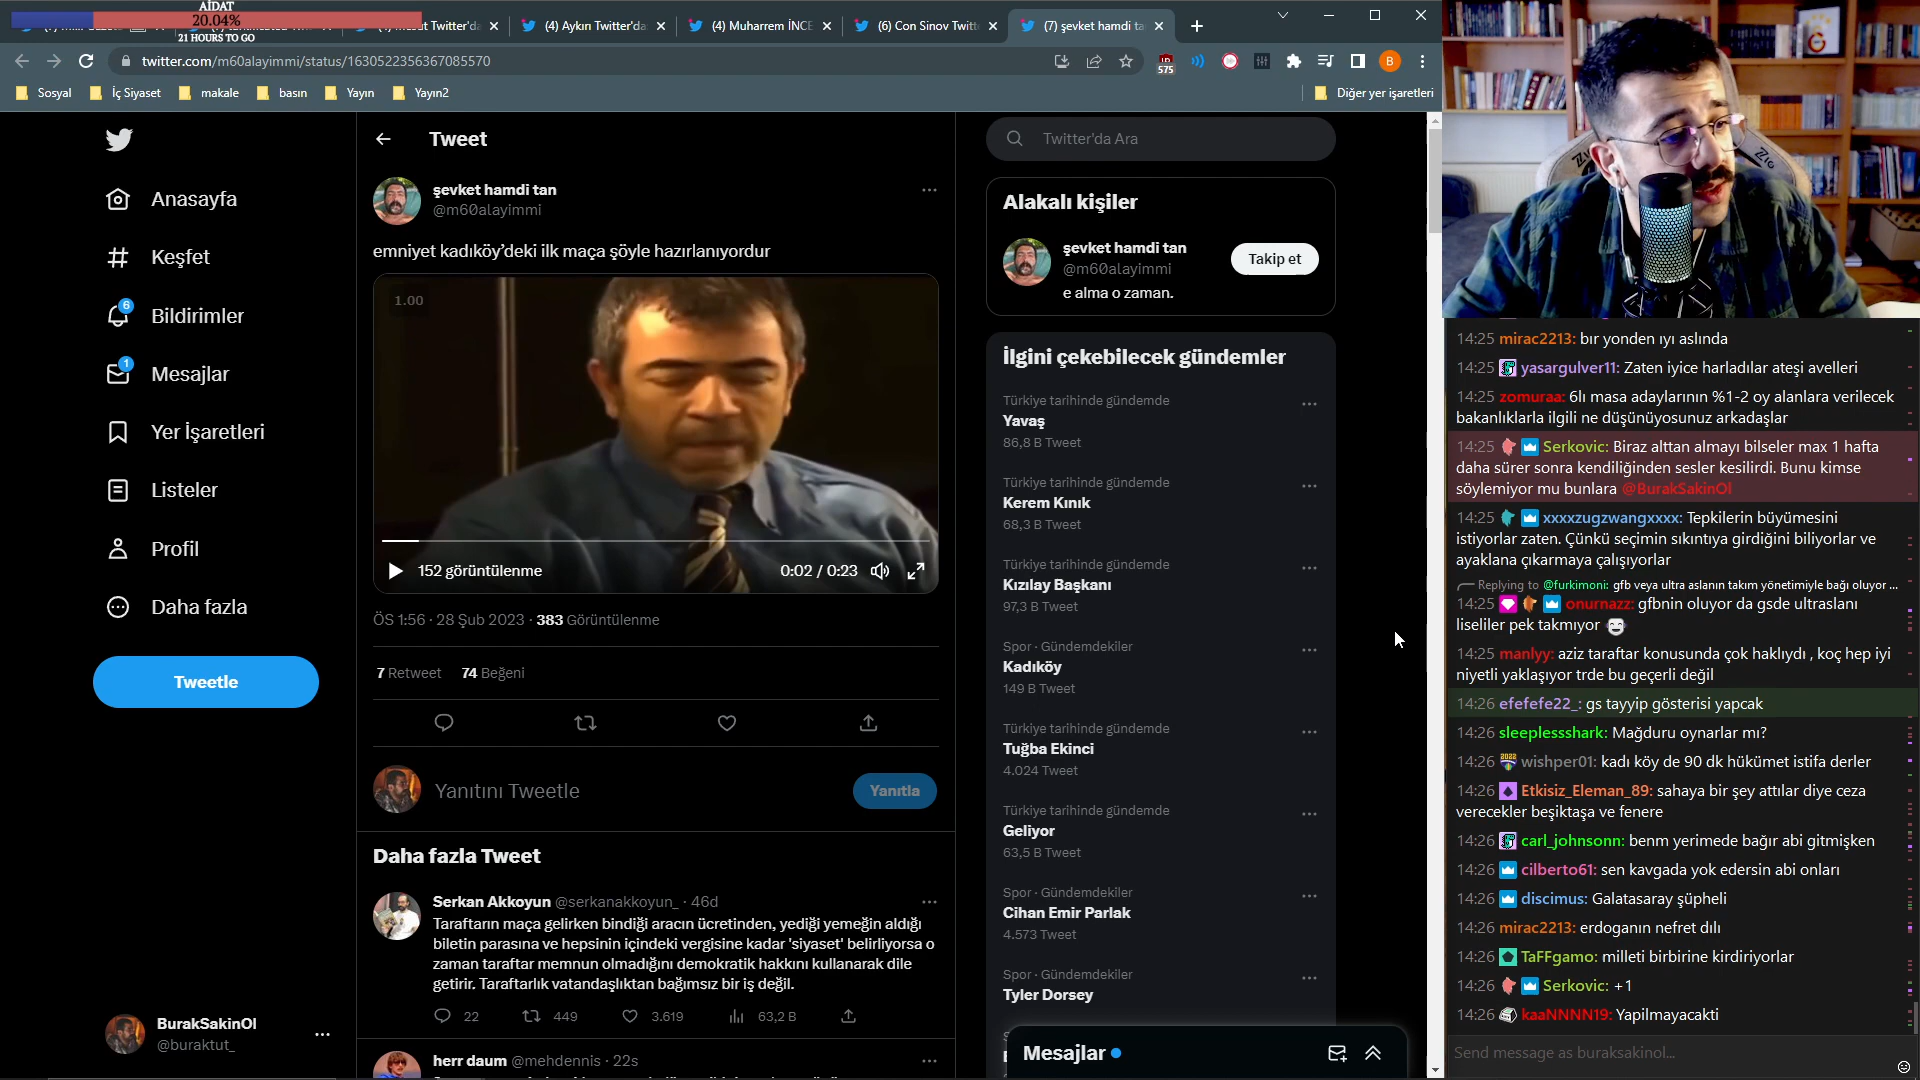 AİDAT
20.04%
21 HOURS TO GO
(4) Aykırı Twitter'da
(4) Muharrem İNCE
(6) Con Sinov Twitt
(7) şevket hamdi ta
twitter.com/m60alayimmi/status/1630522356367085570
575
B
Sosyal
İç Siyaset
makale
basın
Yayın
Yayın2
Diğer yer işaretleri
Anasayfa
Keşfet
6
Bildirimler
1
Mesajlar
Yer İşaretleri
Listeler
Profil
Daha fazla
Tweetle
BurakSakinOl
@buraktut_
Tweet
şevket hamdi tan
@m60alayimmi
emniyet kadıköy’deki ilk maça şöyle hazırlanıyordur
1.00
152 görüntülenme
0:02 / 0:23
ÖS 1:56 · 28 Şub 2023 · 383 Görüntülenme
7 Retweet 74 Beğeni
Yanıtını Tweetle
Yanıtla
Daha fazla Tweet
Serkan Akkoyun @serkanakkoyun_ · 46d
Taraftarın maça gelirken bindiği aracın ücretinden, yediği yemeğin aldığı
biletin parasına ve hepsinin içindeki vergisine kadar 'siyaset' belirliyorsa o
zaman taraftar memnun olmadığını demokratik hakkını kullanarak dile
getirir. Taraftarlık vatandaşlıktan bağımsız bir iş değil.
22 449 3.619 63,2 B
herr daum @mehdennis · 22s
Twitter'da Ara
Alakalı kişiler
şevket hamdi tan
@m60alayimmi
e alma o zaman.
Takip et
İlgini çekebilecek gündemler
Türkiye tarihinde gündemde
Yavaş
86,8 B Tweet
Türkiye tarihinde gündemde
Kerem Kınık
68,3 B Tweet
Türkiye tarihinde gündemde
Kızılay Başkanı
97,3 B Tweet
Spor · Gündemdekiler
Kadıköy
149 B Tweet
Türkiye tarihinde gündemde
Tuğba Ekinci
4.024 Tweet
Türkiye tarihinde gündemde
Geliyor
63,5 B Tweet
Spor · Gündemdekiler
Cihan Emir Parlak
4.573 Tweet
Spor · Gündemdekiler
Tyler Dorsey
Mesajlar
14:25 mirac2213: bır yonden ıyı aslında
14:25 yasargulver11: Zaten iyice harladılar ateşi avelleri
14:25 zomuraa: 6lı masa adaylarının %1-2 oy alanlara verilecek
bakanlıklarla ilgili ne düşünüyosunuz arkadaşlar
14:25 Serkovic: Biraz alttan almayı bilseler max 1 hafta
daha sürer sonra kendiliğinden sesler kesilirdi. Bunu kimse
söylemiyor mu bunlara @BurakSakinOl
14:25 xxxxzugzwangxxxx: Tepkilerin büyümesini
istiyorlar zaten. Çünkü seçimin sıkıntıya girdiğini biliyorlar ve
ayaklana çıkarmaya çalışıyorlar
Replying to @furkimoni: gfb veya ultra aslanın takım yönetimiyle bağı oluyor ...
14:25 onurnazz: gfbnin oluyor da gsde ultraslanı
liseliler pek takmıyor
14:25 manlyy: aziz taraftar konusunda çok haklıydı , koç hep iyi
niyetli yaklaşıyor trde bu geçerli değil
14:26 efefefe22_: gs tayyip gösterisi yapcak
14:26 sleeplessshark: Mağduru oynarlar mı?
14:26 wishper01: kadı köy de 90 dk hükümet istifa derler
14:26 Etkisiz_Eleman_89: sahaya bir şey attılar diye ceza
verecekler beşiktaşa ve fenere
14:26 carl_johnsonn: benm yerimede bağır abi gitmişken
14:26 cilberto61: sen kavgada yok edersin abi onları
14:26 discimus: Galatasaray şüpheli
14:26 mirac2213: erdoganın nefret dılı
14:26 TaFFgamo: milleti birbirine kirdiriyorlar
14:26 Serkovic: +1
14:26 kaaNNNN19: Yapilmayacakti
Send message as buraksakinol...